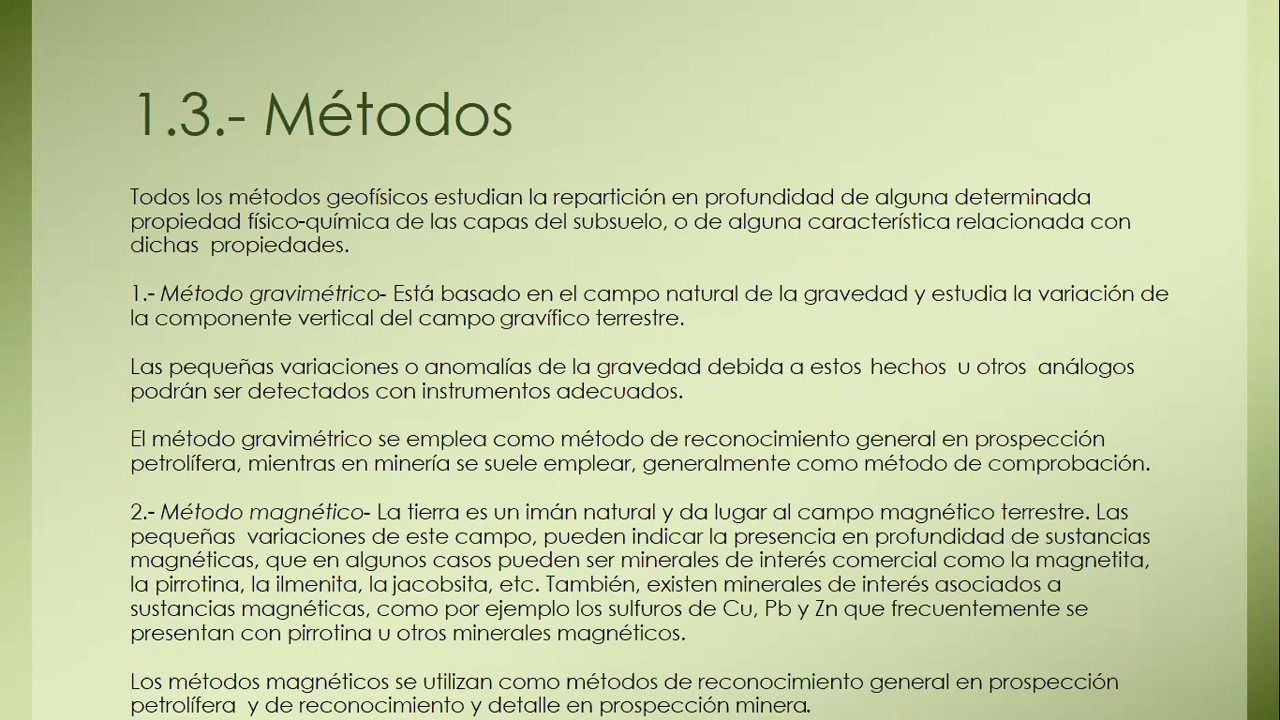 1.3.- Métodos
Todos los métodos geofísicos estudian la repartición en profundidad de alguna determinada
propiedad físico-química de las capas del subsuelo, o de alguna característica relacionada con
dichas propiedades.
1.- Método gravimétrico- Está basado en el campo natural de la gravedad y estudia la variación de
la componente vertical del campo gravífico terrestre.
Las pequeñas variaciones o anomalías de la gravedad debida a estos hechos u otros análogos
podrán ser detectados con instrumentos adecuados.
El método gravimétrico se emplea como método de reconocimiento general en prospección
petrolífera, mientras en minería se suele emplear, generalmente como método de comprobación.
2.- Método magnético- La tierra es un imán natural y da lugar al campo magnético terrestre. Las
pequeñas variaciones de este campo, pueden indicar la presencia en profundidad de sustancias
magnéticas, que en algunos casos pueden ser minerales de interés comercial como la magnetita,
la pirrotina, la ilmenita, la jacobsita, etc. También, existen minerales de interés asociados a
sustancias magnéticas, como por ejemplo los sulfuros de Cu, Pb y Zn que frecuentemente se
presentan con pirrotina u otros minerales magnéticos.
Los métodos magnéticos se utilizan como métodos de reconocimiento general en prospección
petrolífera y de reconocimiento y detalle en prospección minera.